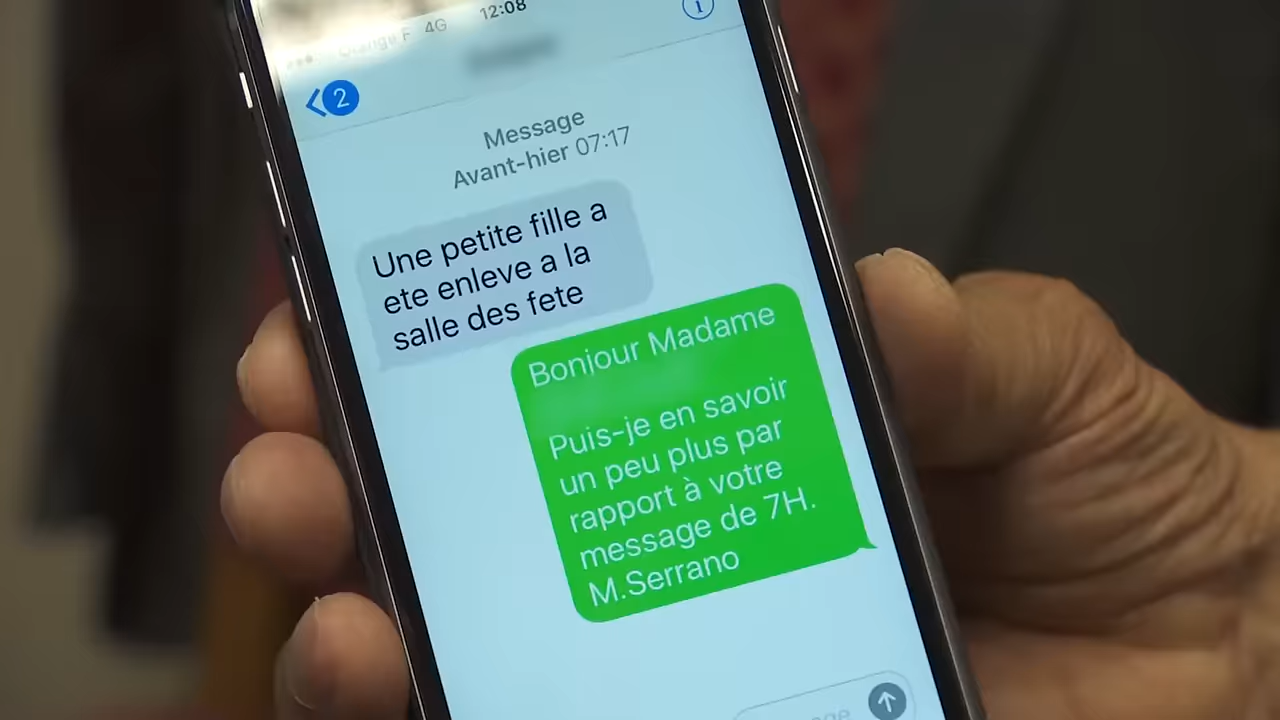 Orange F 4G 12:08
2
Message
Avant-hier 07:17
Une petite fille a
ete enleve a la
salle des fete
Bonjour Madame
Puis-je en savoir
un peu plus par
rapport à votre
message de 7H.
M.Serrano